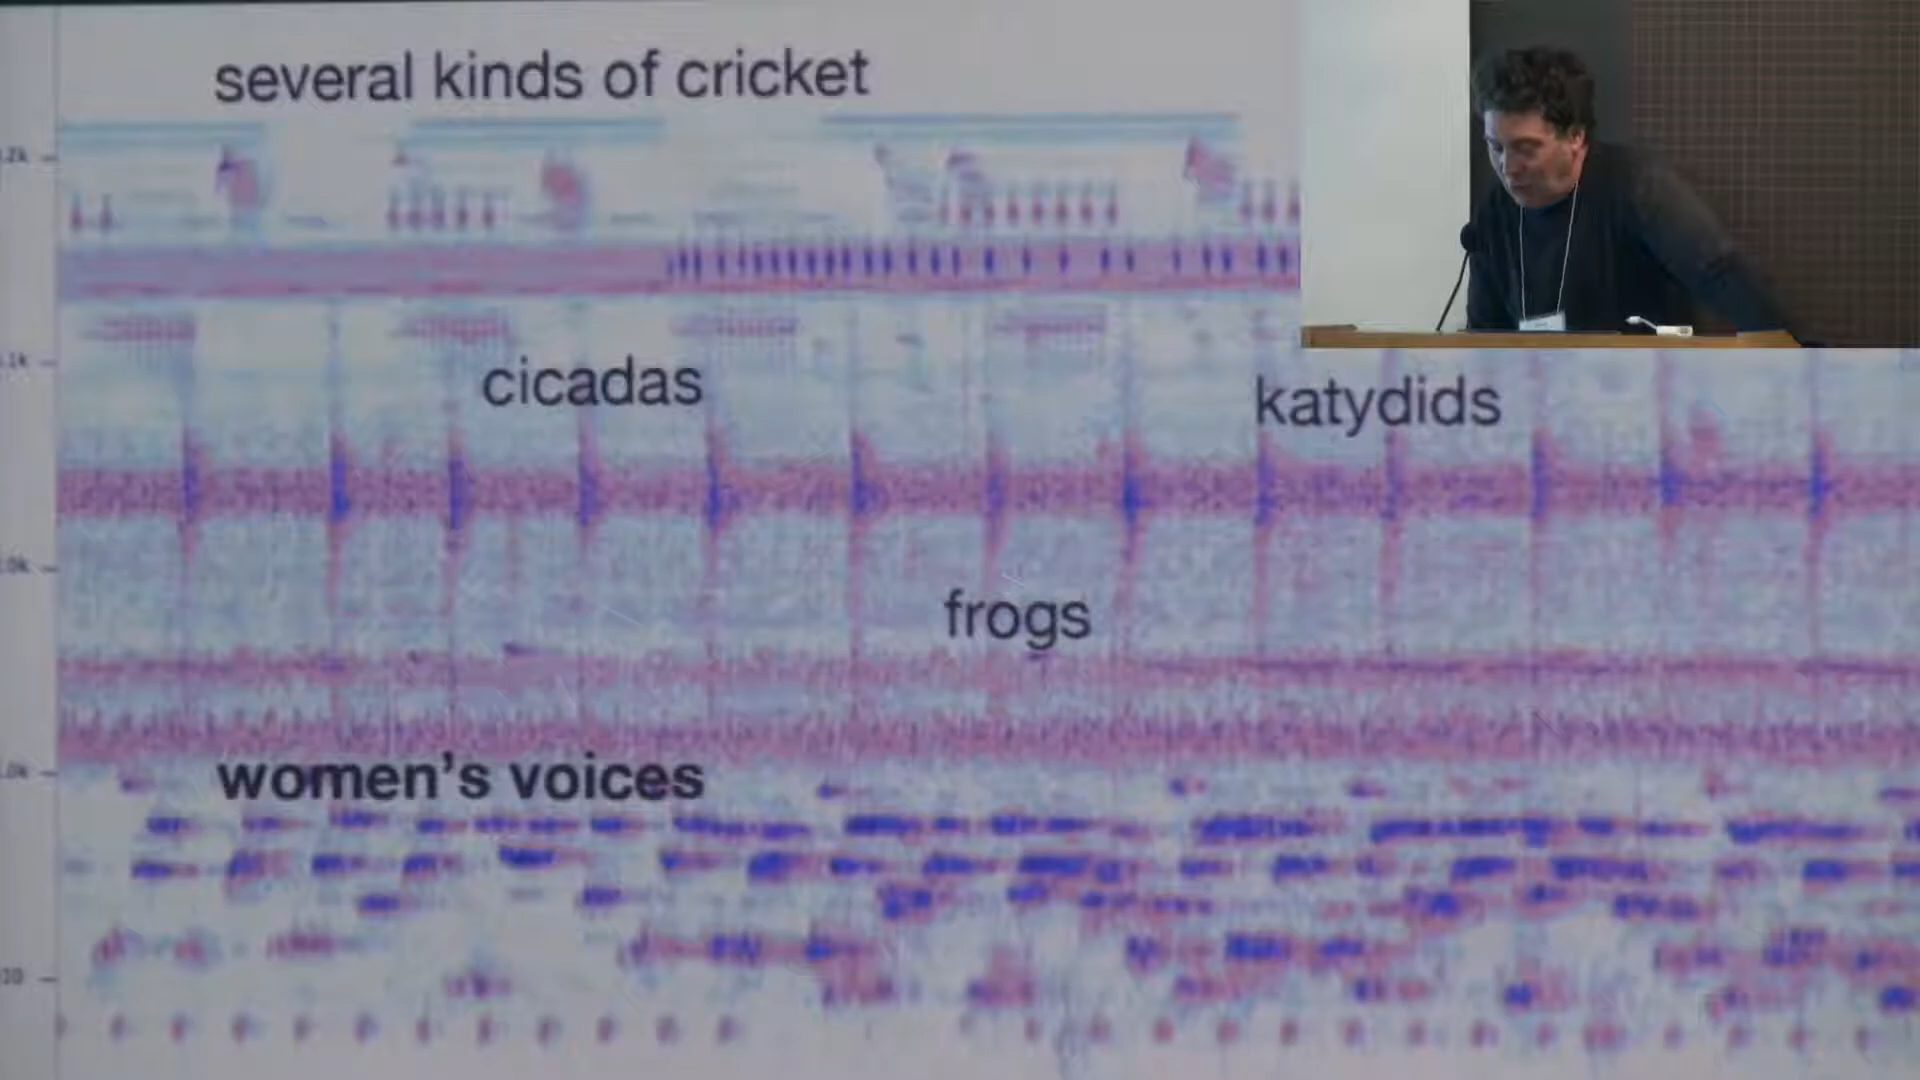 several kinds of cricket
cicadas
katydids
frogs
women's voices